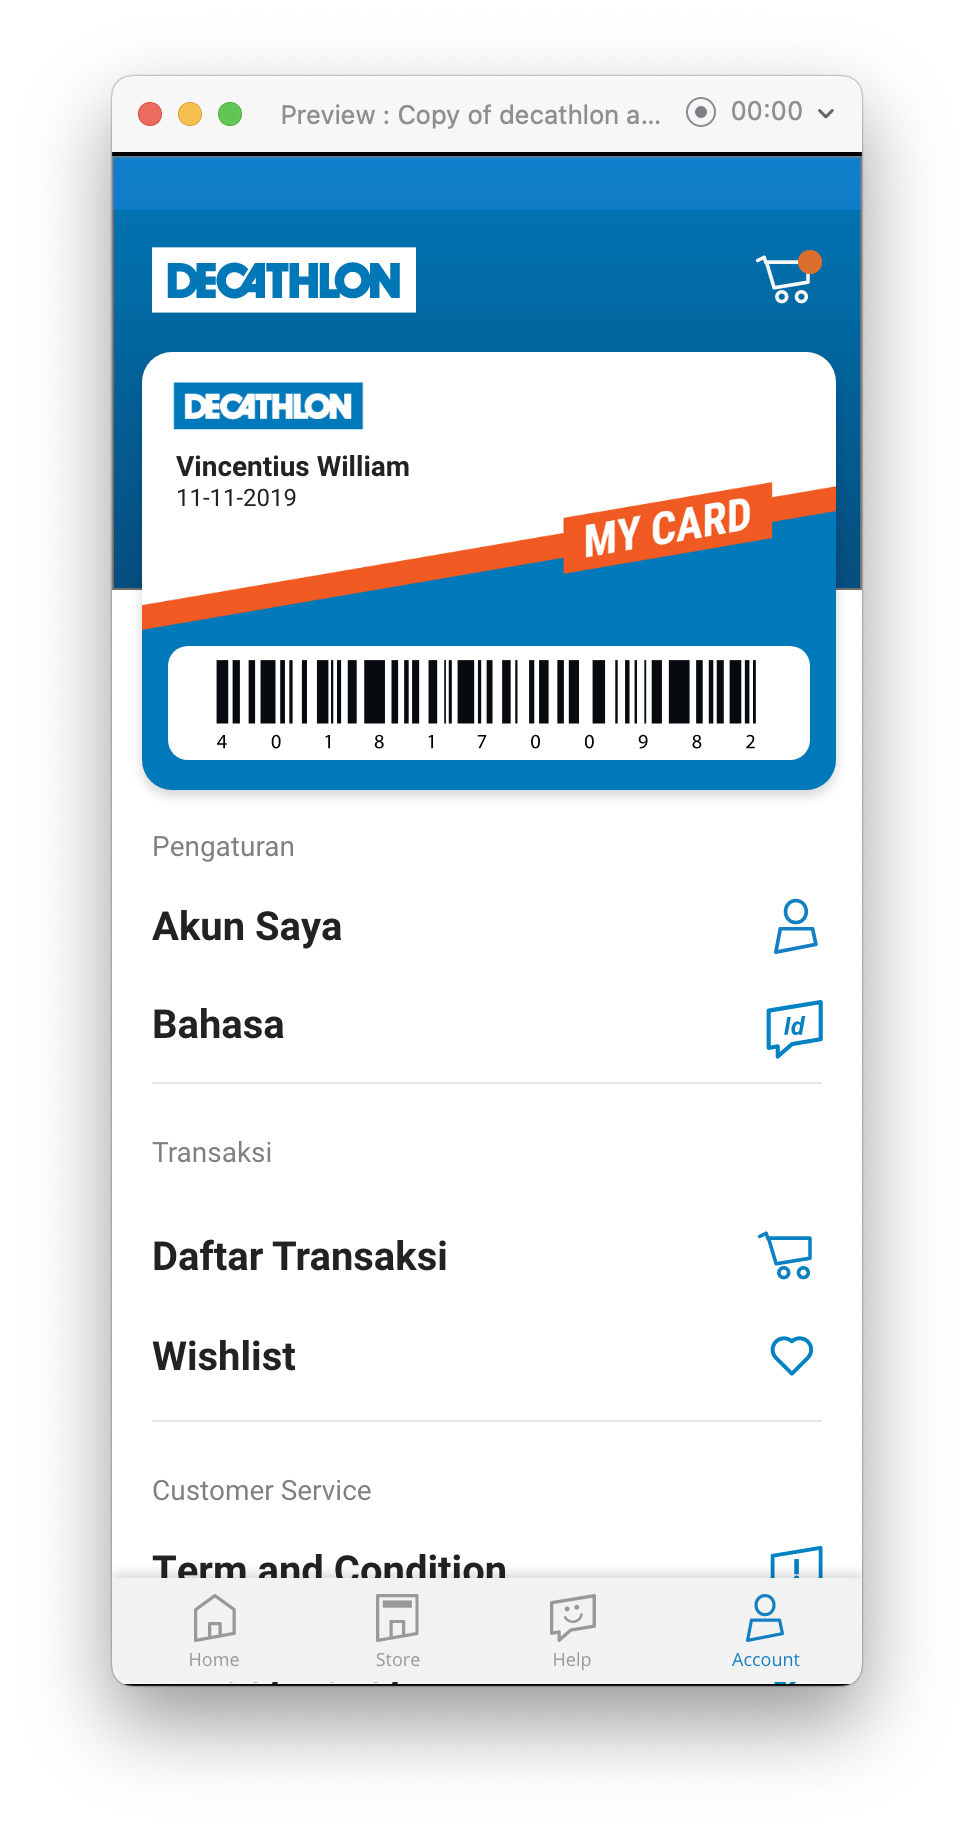 Preview : Copy of decathlon a...
00:00
DECATHLON
DECATHLON
Vincentius William
11-11-2019
MY CARD
4 0 1 8 1 7 0 0 9 8 2
Pengaturan
Akun Saya
Bahasa
Id
Transaksi
Daftar Transaksi
Wishlist
Customer Service
Term and Condition
!
Home
Store
Help
Account